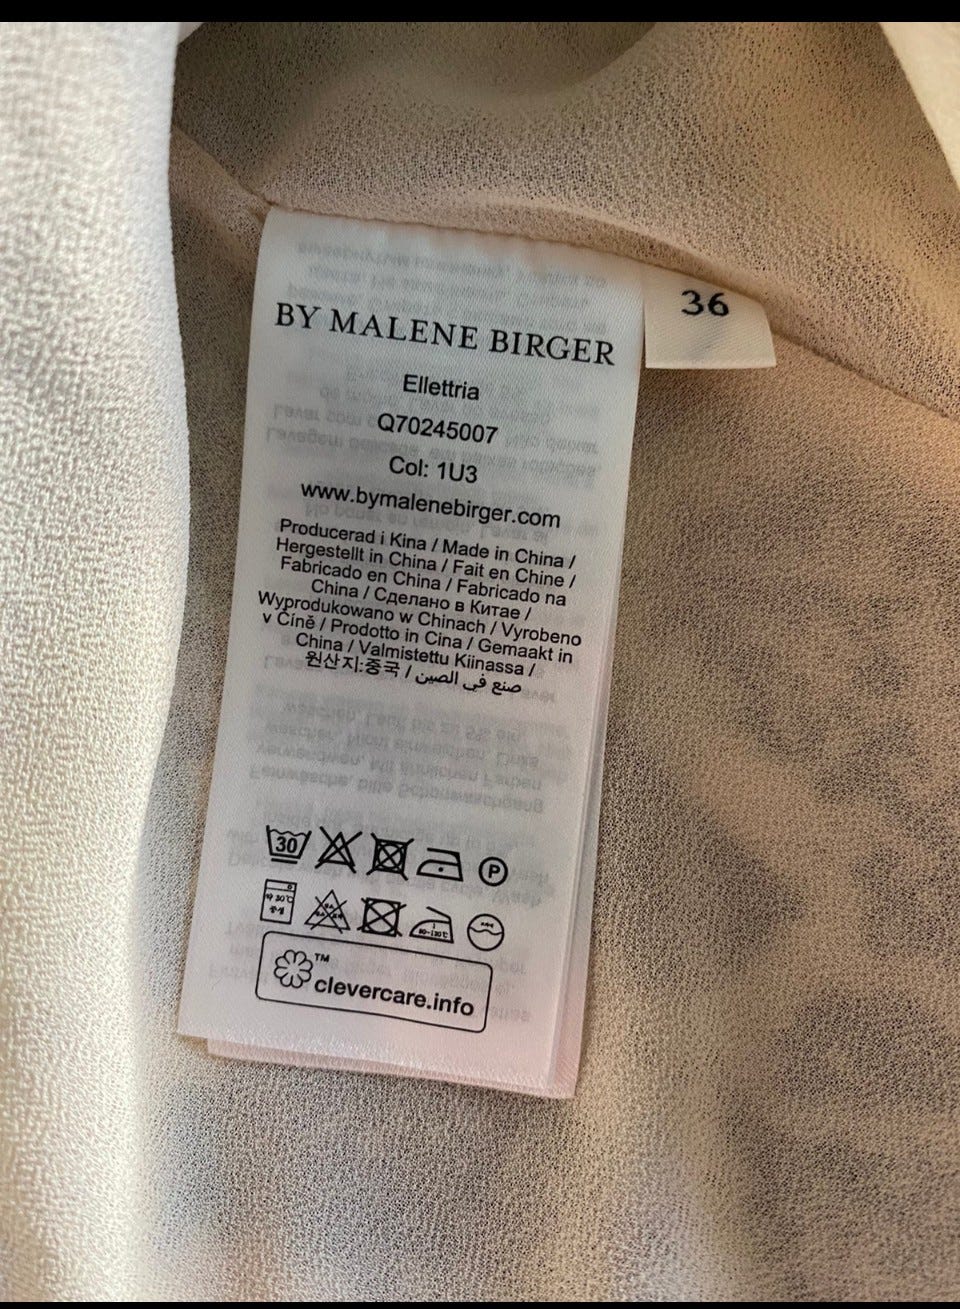 BY MALENE BIRGER
36
Ellettria
Q70245007
Col: 1U3
www.bymalenebirger.com
Producerad i Kina / Made in China /
Hergestellt in China / Fait en Chine /
Fabricado en China / Fabricado na
China / Сделано в Китае /
Wyprodukowano w Chinach / Vyrobeno
v Číně / Prodotto in Cina / Gemaakt in
China / Valmistettu Kiinassa /
원산지:중국 / صنع في الصين
30
P
clevercare.info
TM